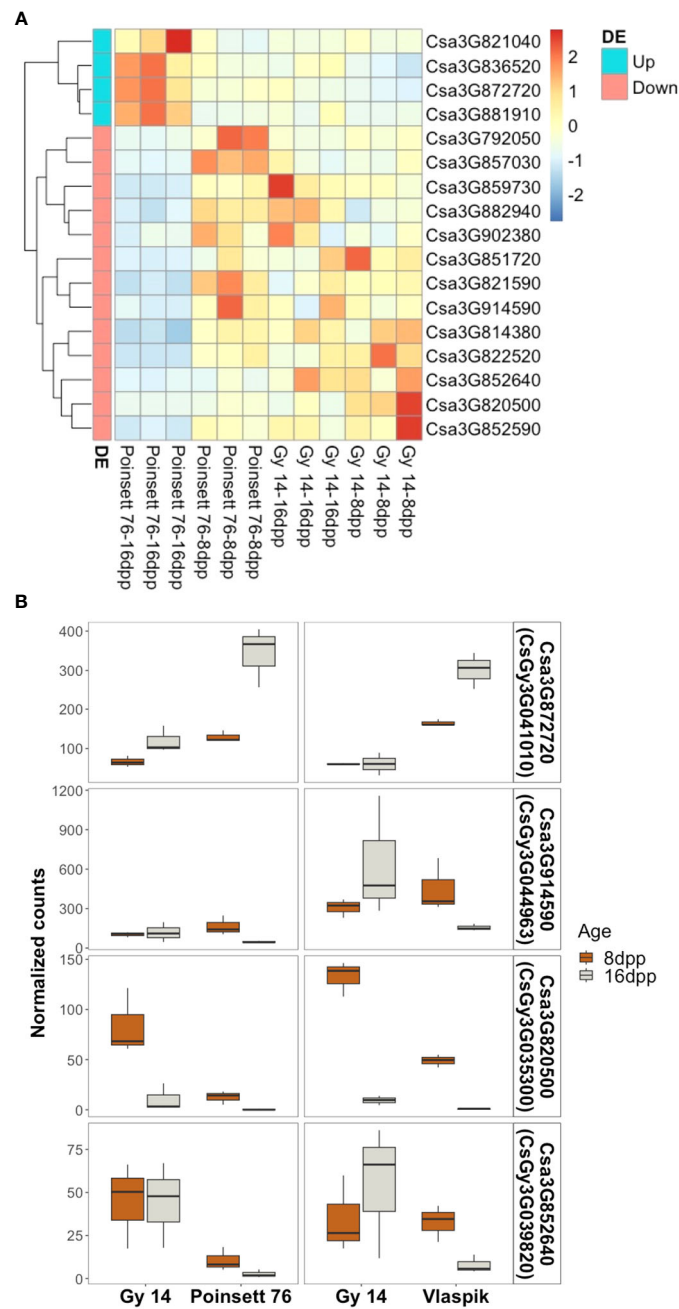 A
DE
Up
Down
2
1
0
-1
-2
Csa3G821040
Csa3G836520
Csa3G872720
Csa3G881910
Csa3G792050
Csa3G857030
Csa3G859730
Csa3G882940
Csa3G902380
Csa3G851720
Csa3G821590
Csa3G914590
Csa3G814380
Csa3G822520
Csa3G852640
Csa3G820500
Csa3G852590
DE
Poinsett 76-16dpp
Poinsett 76-16dpp
Poinsett 76-16dpp
Poinsett 76-8dpp
Poinsett 76-8dpp
Poinsett 76-8dpp
Gy 14-16dpp
Gy 14-16dpp
Gy 14-16dpp
Gy 14-8dpp
Gy 14-8dpp
Gy 14-8dpp
B
Normalized counts
400
300
200
100
Csa3G872720
(CsGy3G041010)
1200
900
600
300
0
Csa3G914590
(CsGy3G044963)
150
100
50
0
Csa3G820500
(CsGy3G035300)
75
50
25
0
Csa3G852640
(CsGy3G039820)
Gy 14
Poinsett 76
Gy 14
Vlaspik
Age
8dpp
16dpp